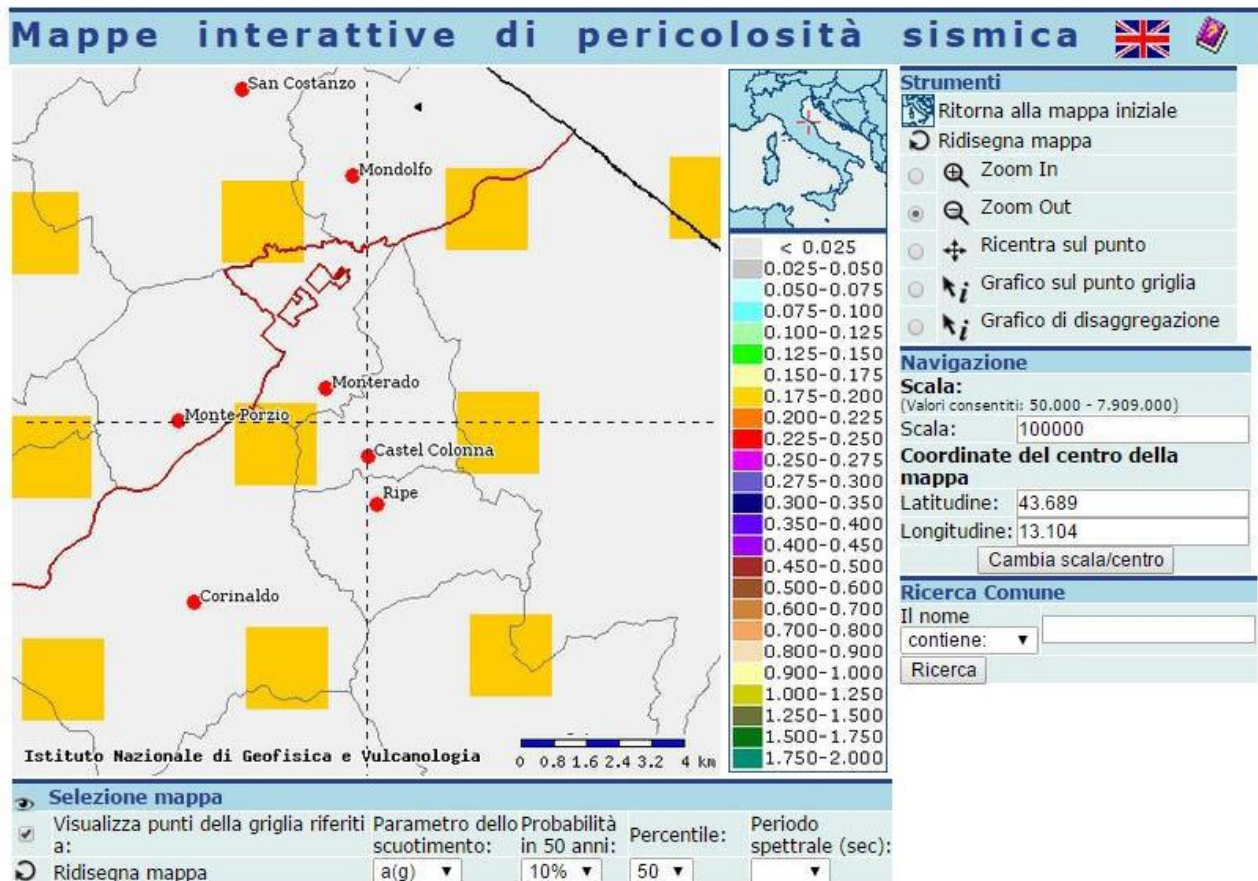 Mappe interattive di pericolosità sismica
San Costanzo
Mondolfo
Monterado
Monte Porzio
Castel Colonna
Ripe
Corinaldo
Istituto Nazionale di Geofisica e Vulcanologia
0 0.8 1.6 2.4 3.2 4 km
< 0.025
0.025-0.050
0.050-0.075
0.075-0.100
0.100-0.125
0.125-0.150
0.150-0.175
0.175-0.200
0.200-0.225
0.225-0.250
0.250-0.275
0.275-0.300
0.300-0.350
0.350-0.400
0.400-0.450
0.450-0.500
0.500-0.600
0.600-0.700
0.700-0.800
0.800-0.900
0.900-1.000
1.000-1.250
1.250-1.500
1.500-1.750
1.750-2.000
Strumenti
Ritorna alla mappa iniziale
Ridisegna mappa
Zoom In
Zoom Out
Ricentra sul punto
Grafico sul punto griglia
Grafico di disaggregazione
Navigazione
Scala:
(Valori consentiti: 50.000 - 7.909.000)
Scala: 100000
Coordinate del centro della
mappa
Latitudine: 43.689
Longitudine: 13.104
Cambia scala/centro
Ricerca Comune
Il nome
contiene:
Ricerca
Selezione mappa
Visualizza punti della griglia riferiti
a:
Parametro dello
scuotimento:
Probabilità
in 50 anni:
Percentile:
Periodo
spettrale (sec):
Ridisegna mappa
a(g)
10%
50